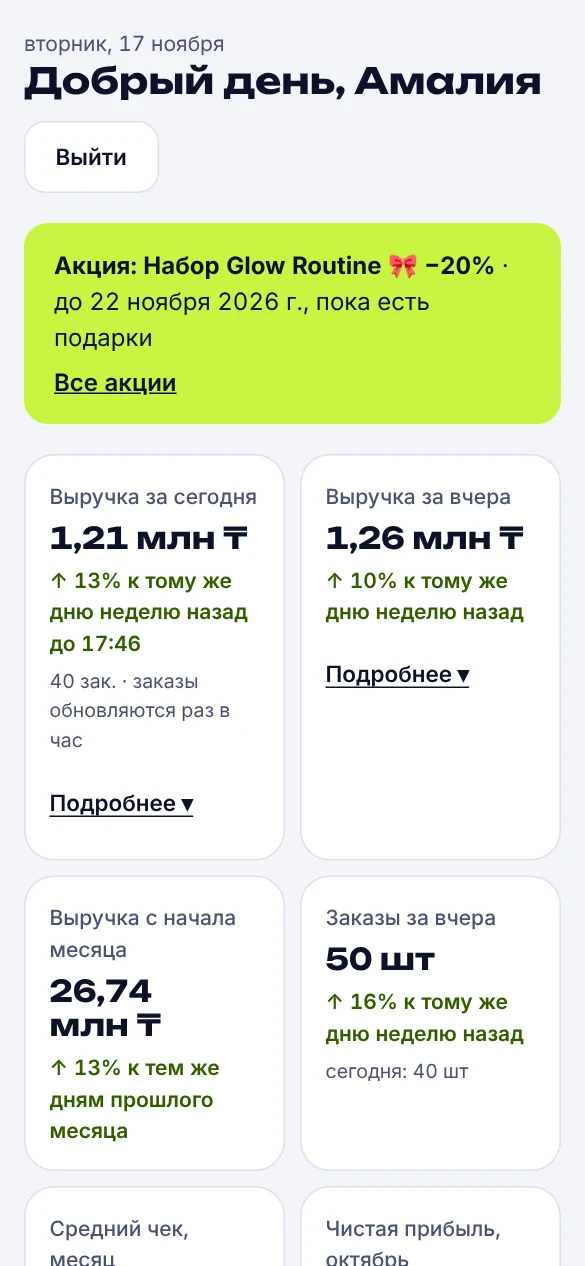 вторник, 17 ноября
Добрый день, Амалия
Выйти
Акция: Набор Glow Routine 🎀 −20% ·
до 22 ноября 2026 г., пока есть
подарки
Все акции
Выручка за сегодня
1,21 млн ₸
↑ 13% к тому же
дню неделю назад
до 17:46
40 зак. · заказы
обновляются раз в
час
Подробнее ▾
Выручка за вчера
1,26 млн ₸
↑ 10% к тому же
дню неделю назад
Подробнее ▾
Выручка с начала
месяца
26,74
млн ₸
↑ 13% к тем же
дням прошлого
месяца
Заказы за вчера
50 шт
↑ 16% к тому же
дню неделю назад
сегодня: 40 шт
Средний чек,
месяц
Чистая прибыль,
октябрь